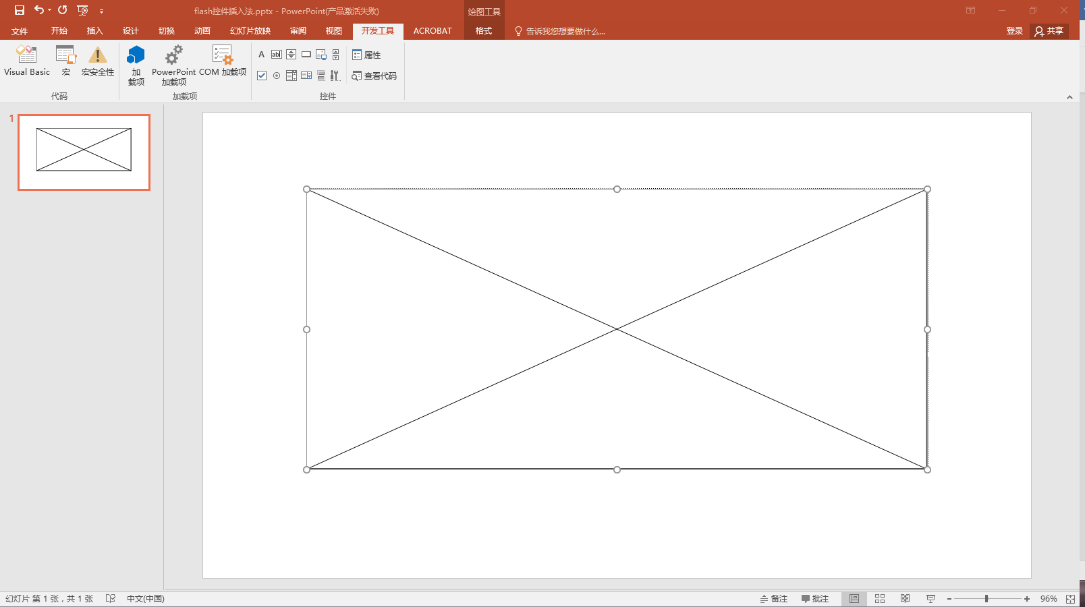 flash控件插入法.pptx - PowerPoint(产品激活失败)
绘图工具
文件 开始 插入 设计 切换 动画 幻灯片放映 审阅 视图 开发工具 ACROBAT 格式 告诉我您想要做什么... 登录 共享
Visual Basic 宏 宏安全性 加载项 PowerPoint 加载项 COM 加载项 属性
查看代码
代码 加载项 控件
1
幻灯片 第 1 张，共 1 张 中文(中国) 备注 批注 96%